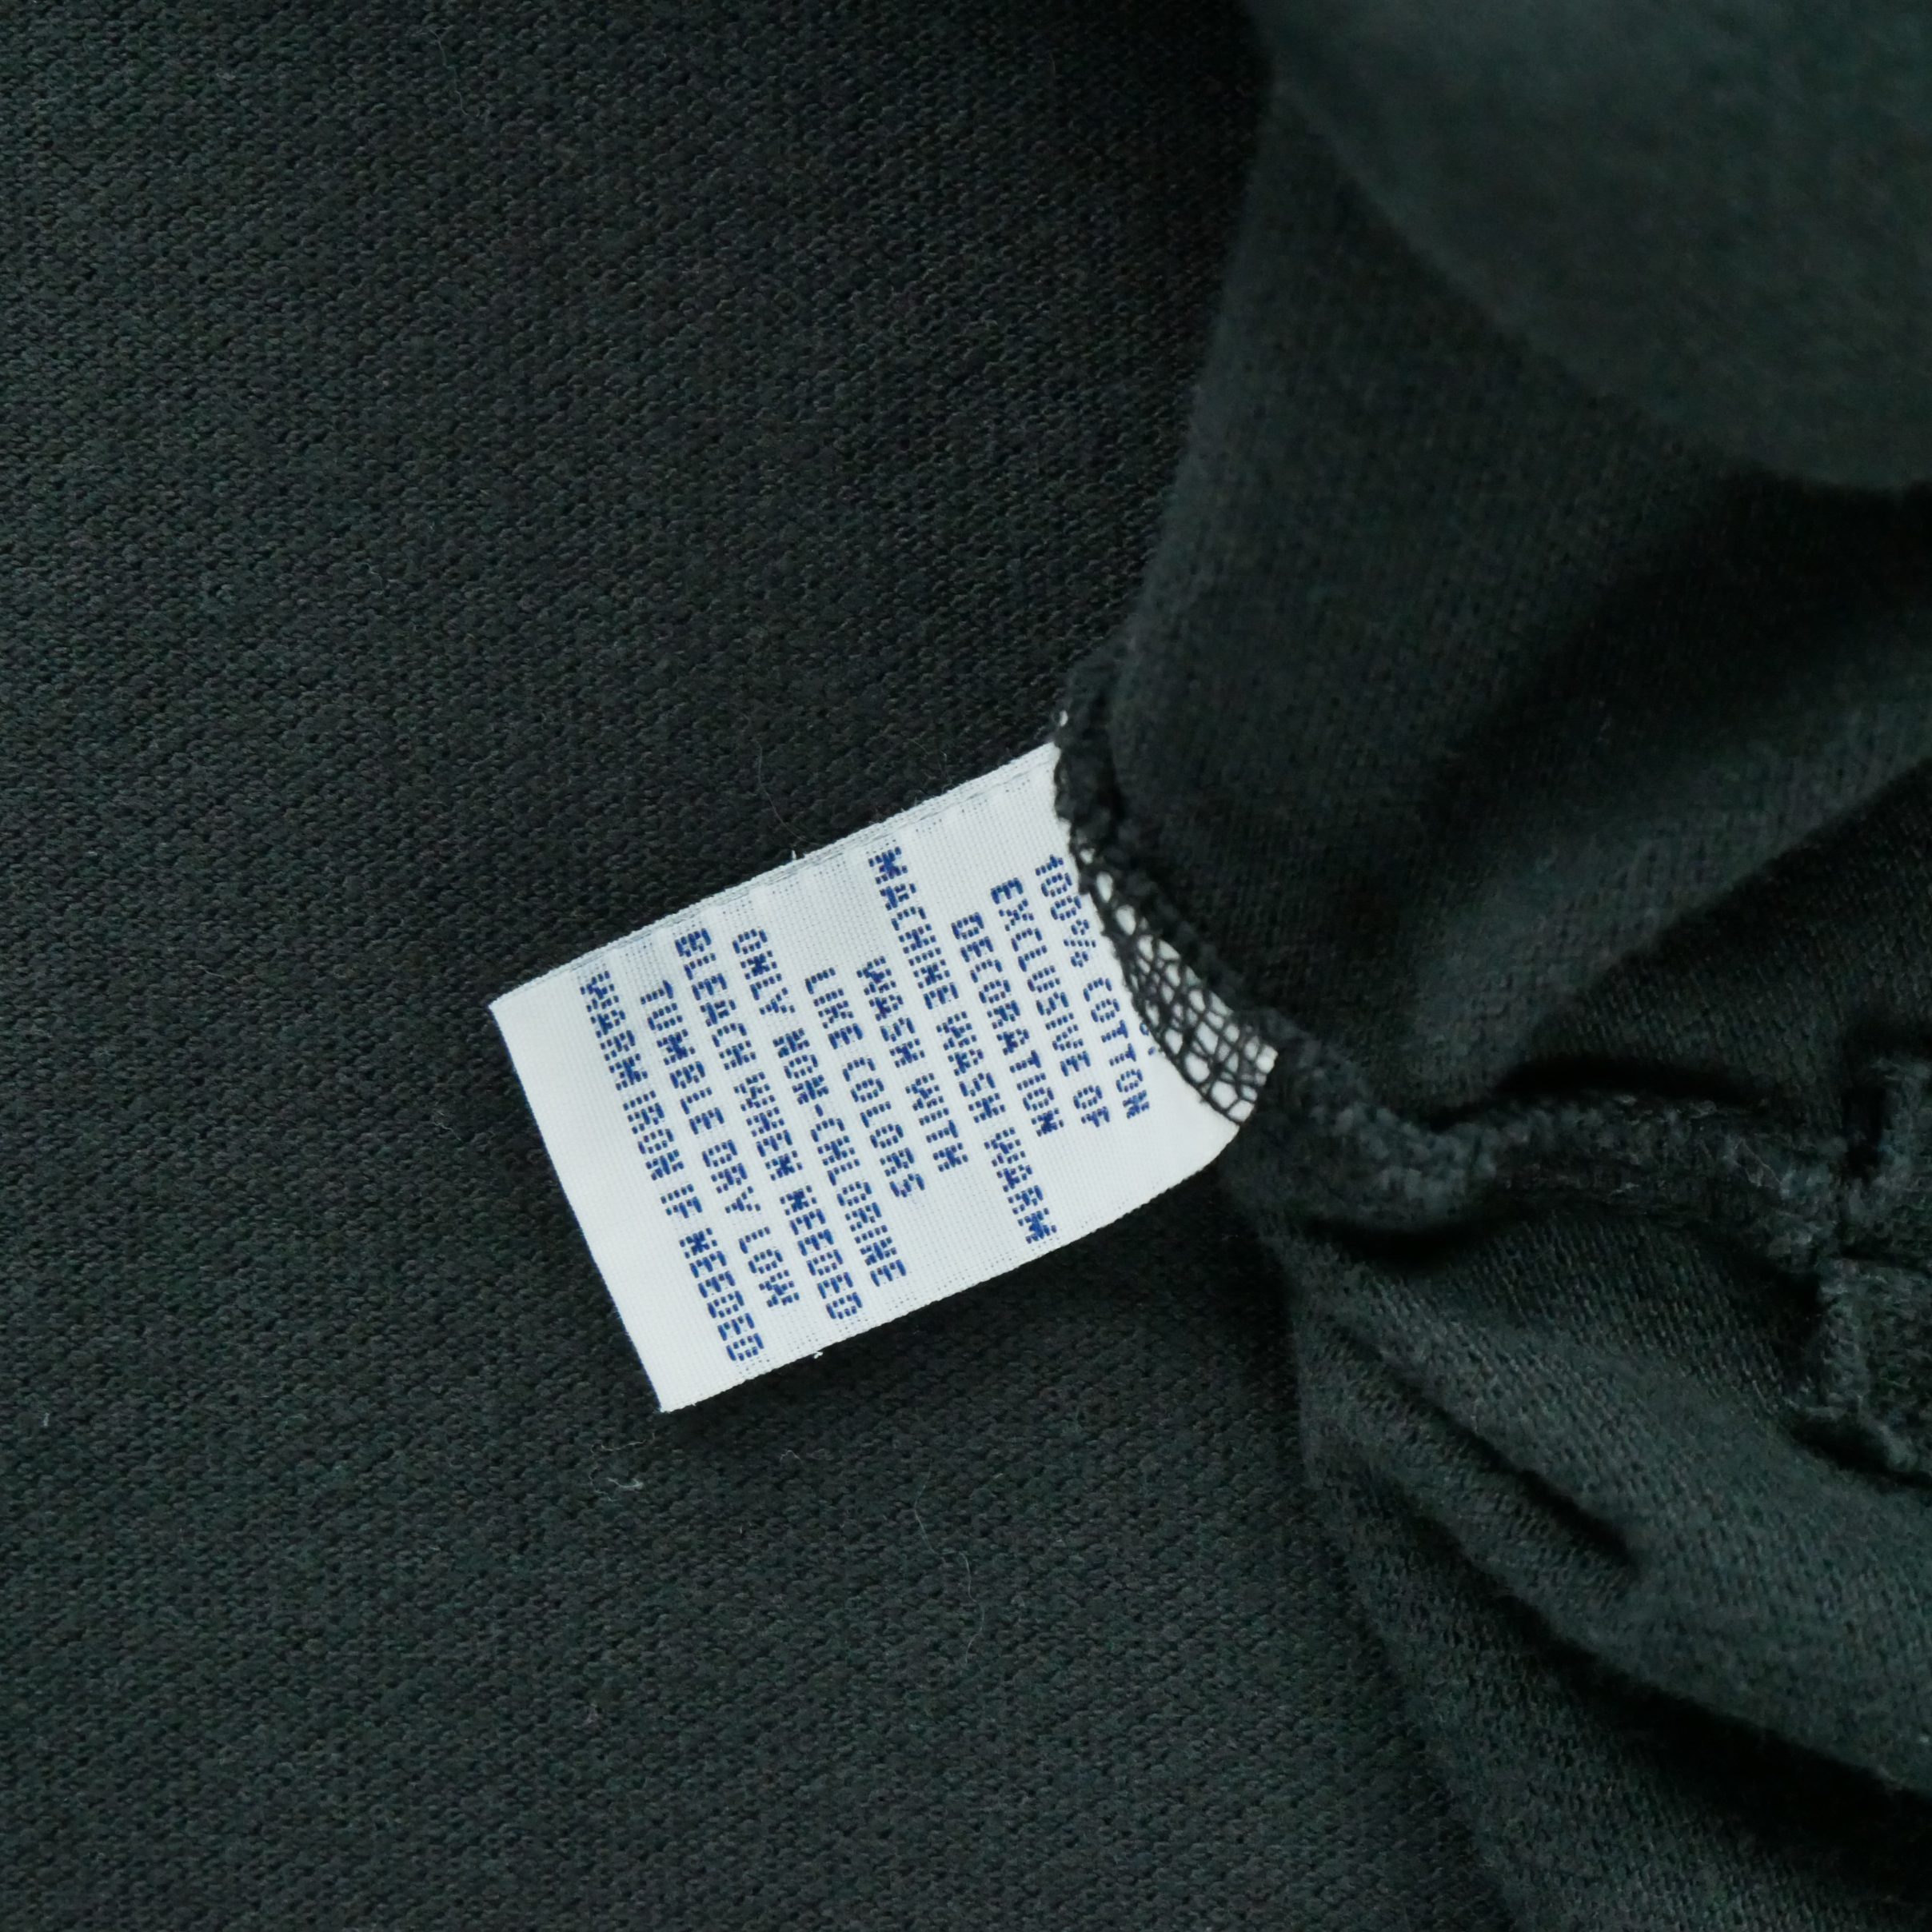 100% COTTON
EXCLUSIVE OF
DECORATION
MACHINE WASH WARM
WASH WITH
LIKE COLORS
ONLY NON-CHLORINE
BLEACH WHEN NEEDED
TUMBLE DRY LOW
WARM IRON IF NEEDED